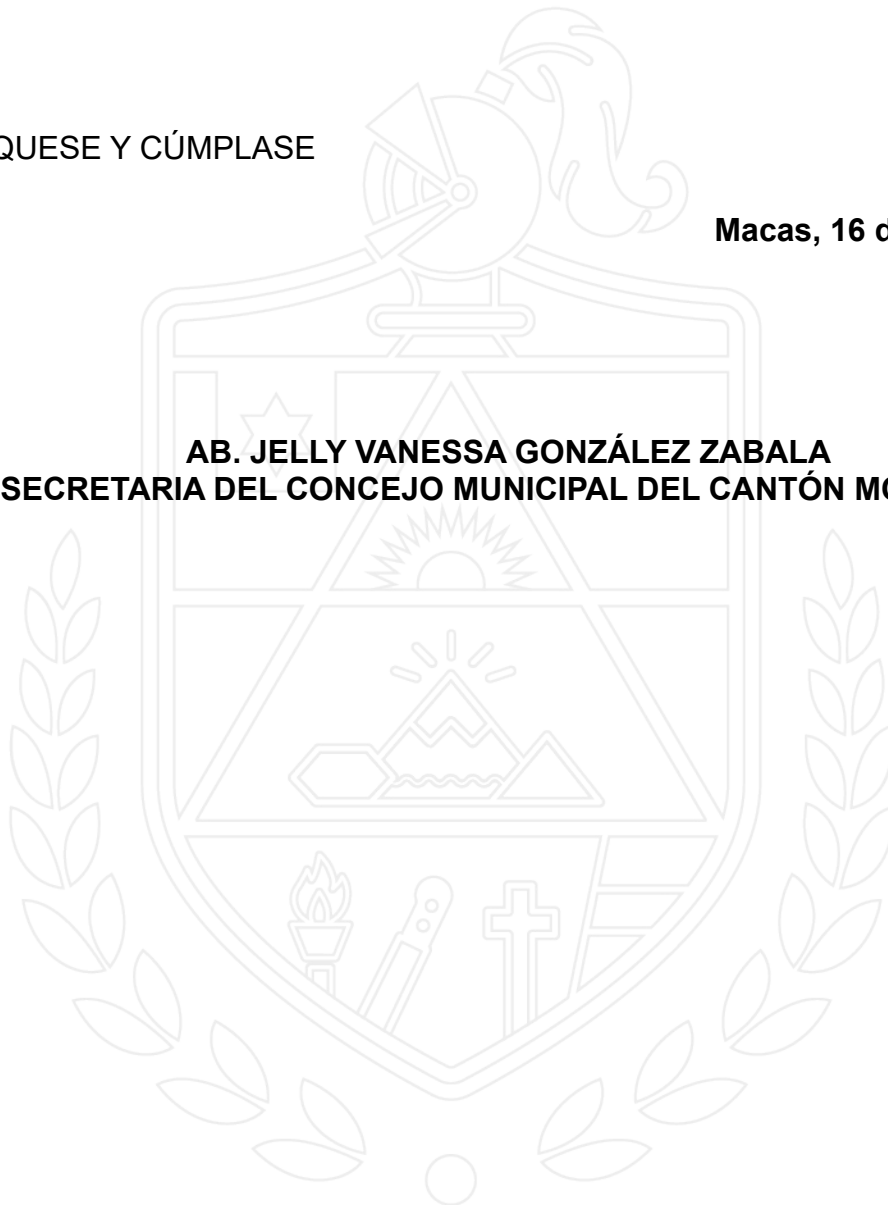 QUESE Y CÚMPLASE
Macas, 16 d
AB. JELLY VANESSA GONZÁLEZ ZABALA
SECRETARIA DEL CONCEJO MUNICIPAL DEL CANTÓN MO